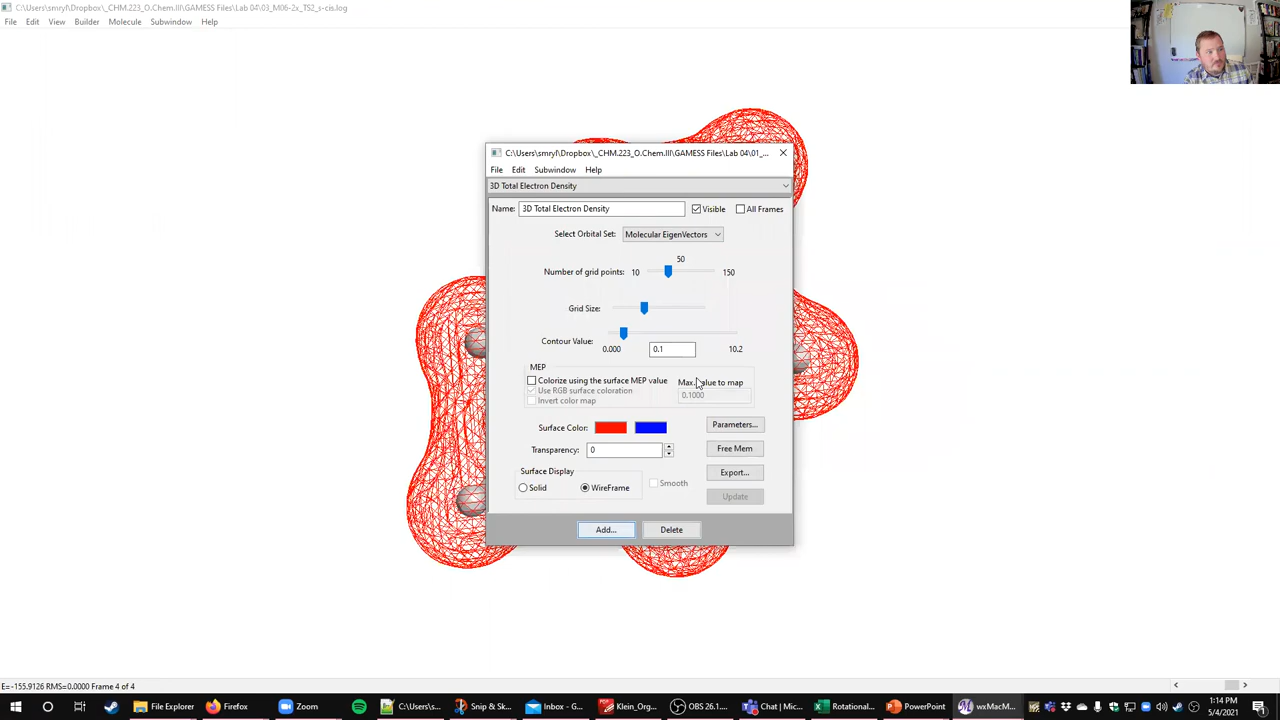 C:\Users\smryl\Dropbox\_CHM.223_O.Chem.III\GAMESS Files\Lab 04\03_M06-2x_TS2_s-cis.log
File Edit View Builder Molecule Subwindow Help
C:\Users\smryl\Dropbox\_CHM.223_O.Chem.III\GAMESS Files\Lab 04\01_...
File Edit Subwindow Help
3D Total Electron Density
Name: 3D Total Electron Density Visible All Frames
Select Orbital Set: Molecular EigenVectors
50
Number of grid points: 10 150
Grid Size:
Contour Value:
0.000 0.1 10.2
MEP
Colorize using the surface MEP value
Use RGB surface coloration
Invert color map
Max. value to map
0.1000
Surface Color: Parameters...
Transparency: 0 Free Mem
Surface Display
Solid WireFrame Smooth
Export...
Update
Add... Delete
E=-155.9126 RMS=0.0000 Frame 4 of 4
File Explorer Firefox Zoom C:\Users\s... Snip & Sk... Inbox - G... Klein_Org... OBS 26.1.... Chat | Mic... Rotational... PowerPoint wxMacM...
1:14 PM
5/4/2021